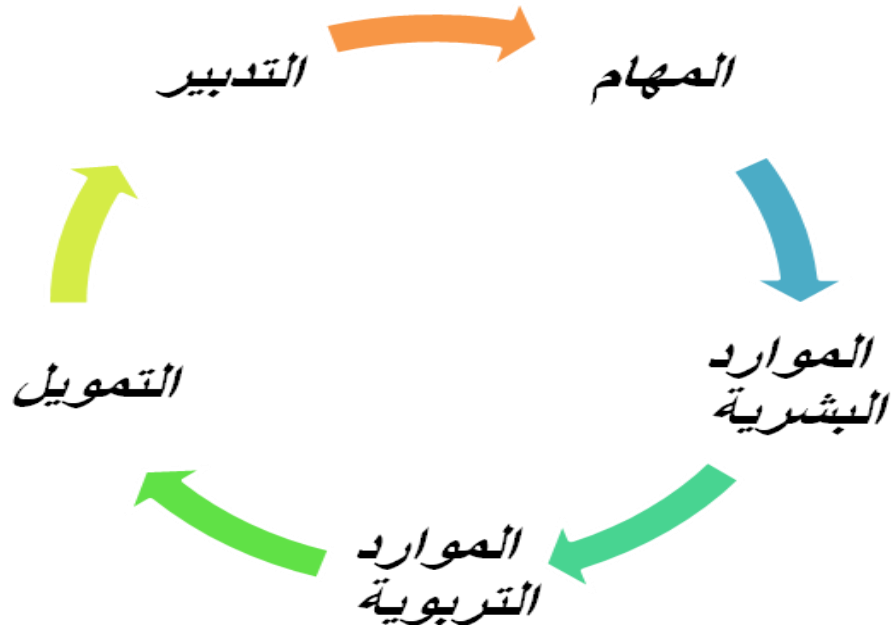 المهام
التدبير
الموارد
البشرية
التمويل
الموارد
التربوية